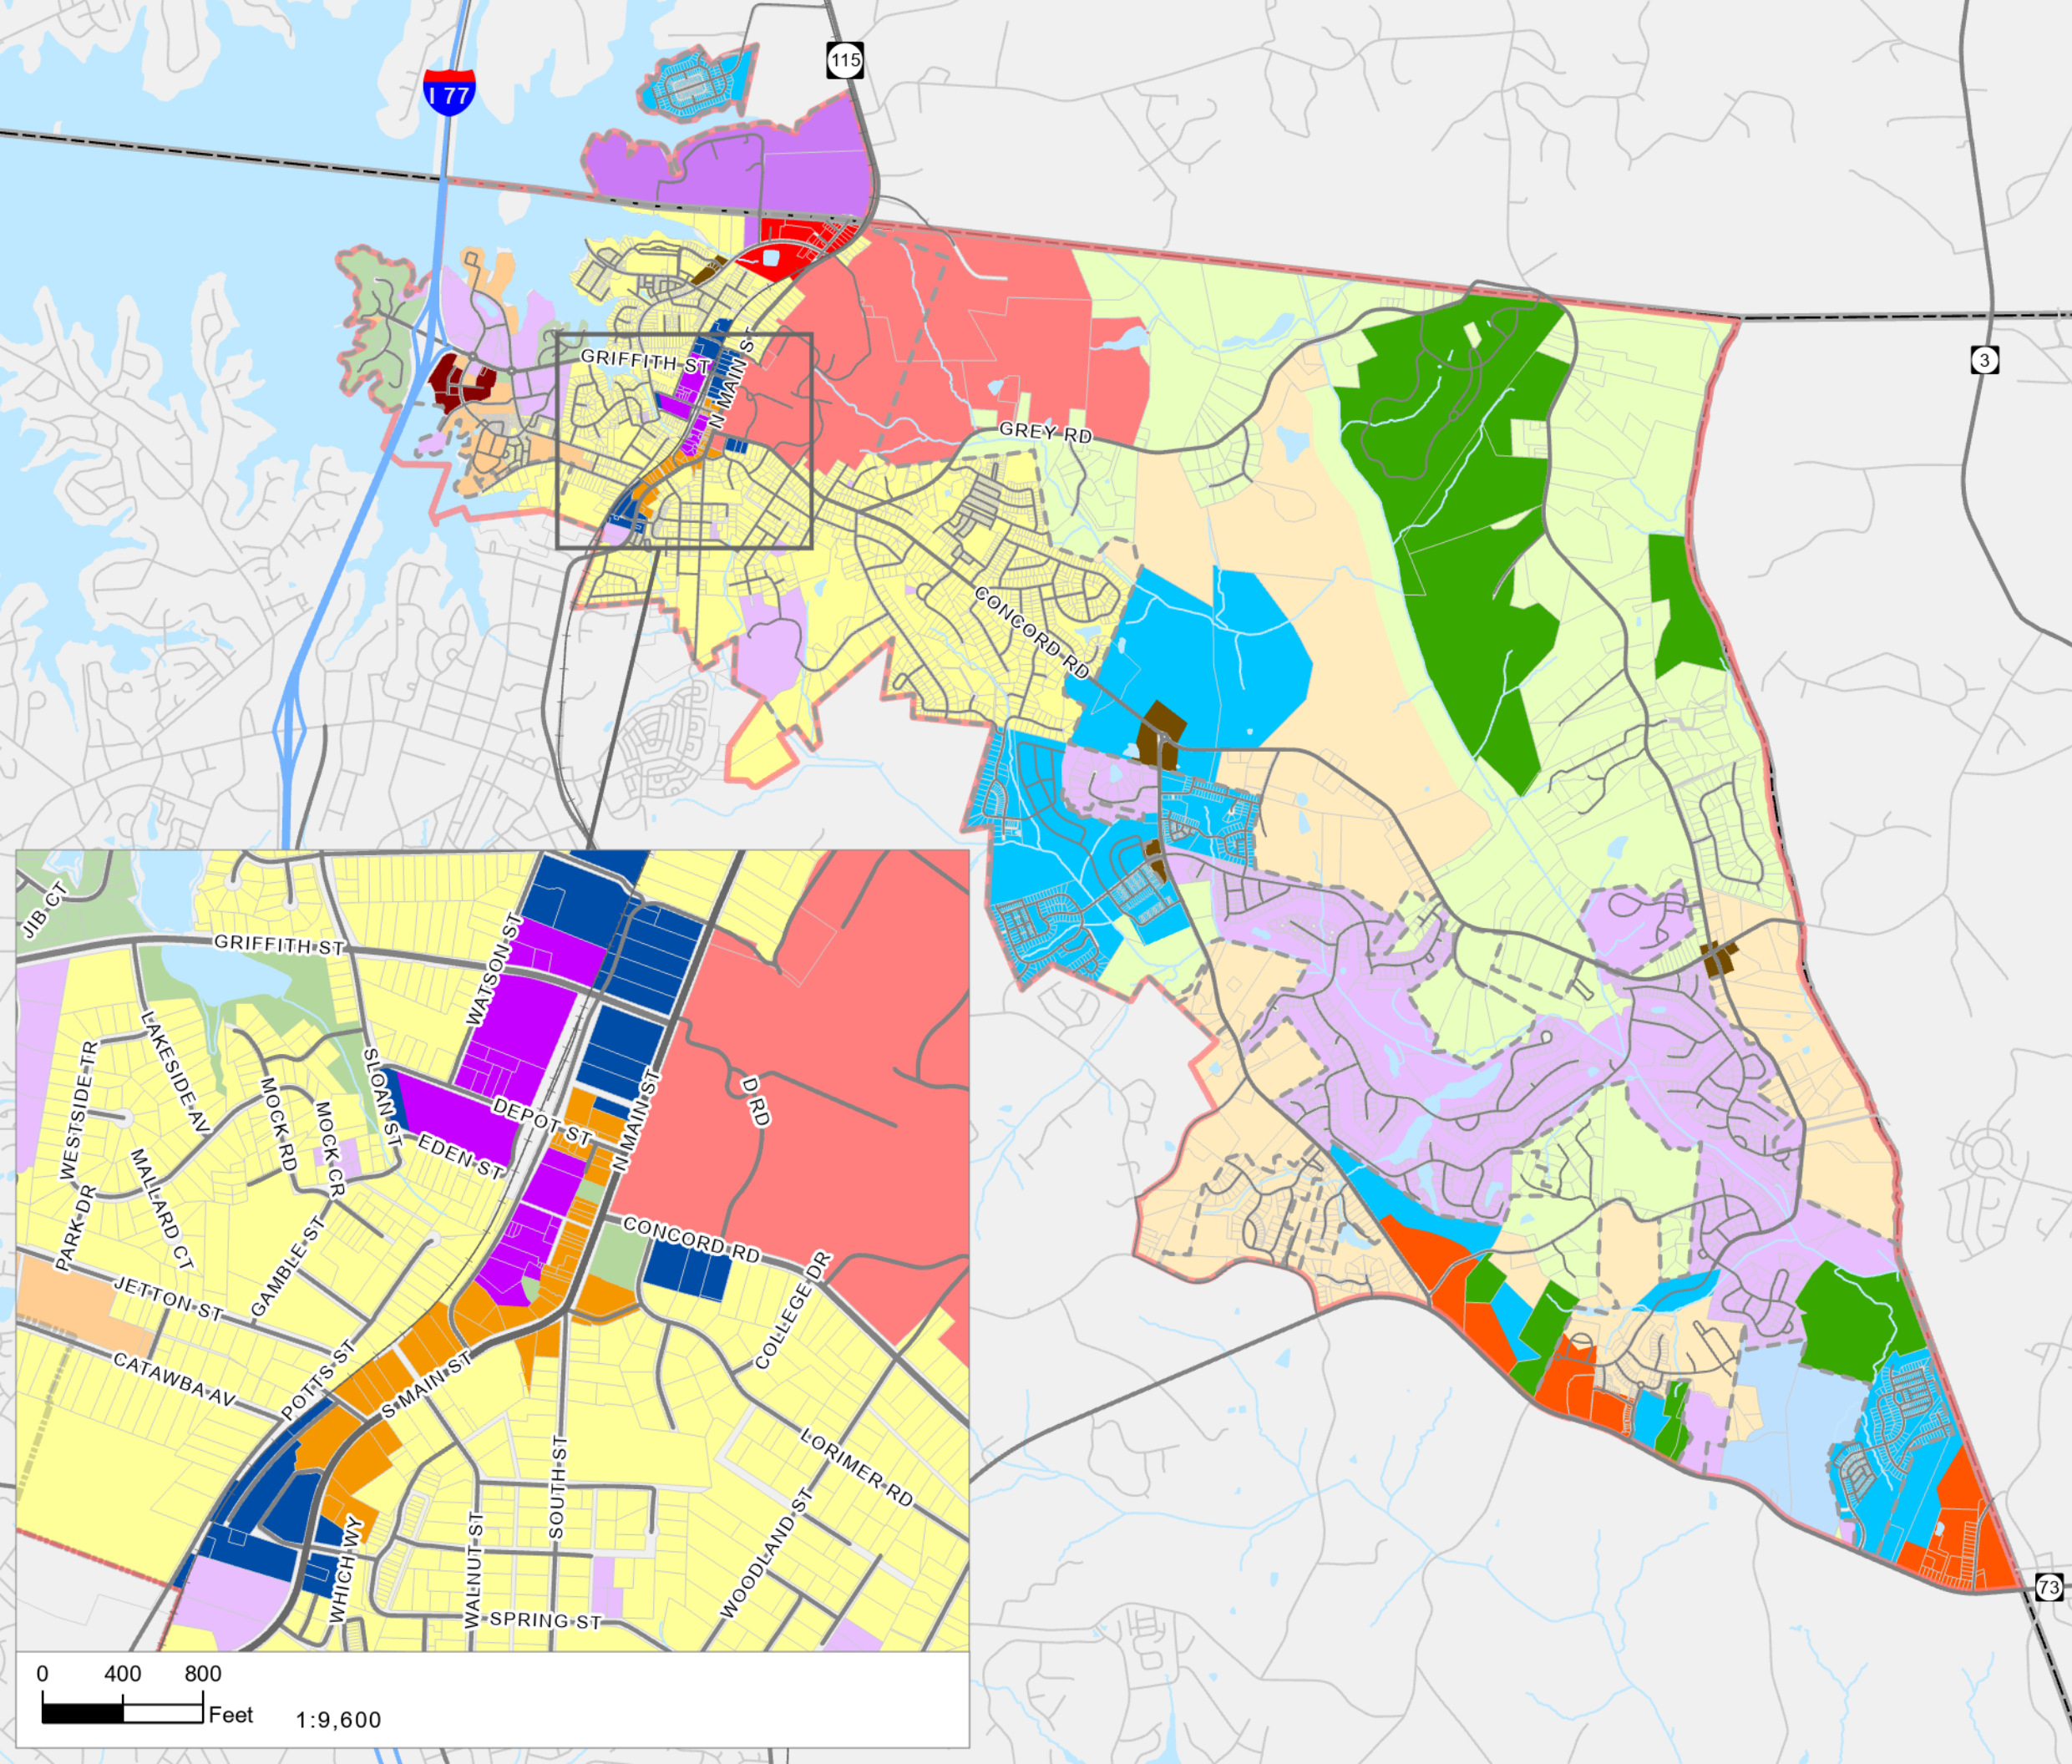 115
I 77
3
GRIFFITH ST
N MAIN ST
GREY RD
CONCORD RD
JIB CT
GRIFFITH ST
WATSON ST
LAKESIDE AV
WESTSIDE TR
SLOAN ST
MOCK RD
MOCK CR
DEPOT ST
N MAIN ST
D RD
EDEN ST
MALLARD CT
PARK DR
GAMBLE ST
CONCORD RD
COLLEGE DR
JETTON ST
POTTS ST
S MAIN ST
CATAWBA AV
LORIMER RD
SOUTH ST
WOODLAND ST
WALNUT ST
WHICH WY
SPRING ST
73
0 400 800
Feet 1:9,600